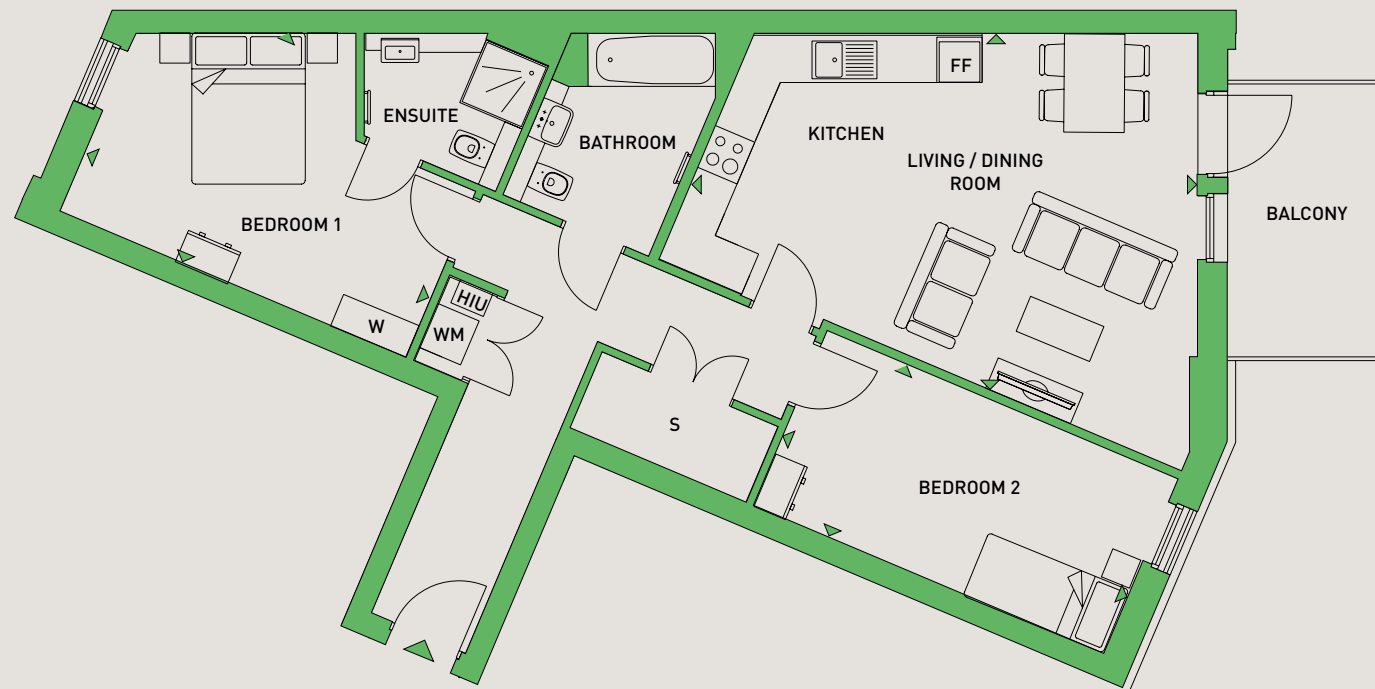 FF
ENSUITE
KITCHEN
BATHROOM
LIVING / DINING
ROOM
BEDROOM 1
BALCONY
HIU
W
WM
S
BEDROOM 2